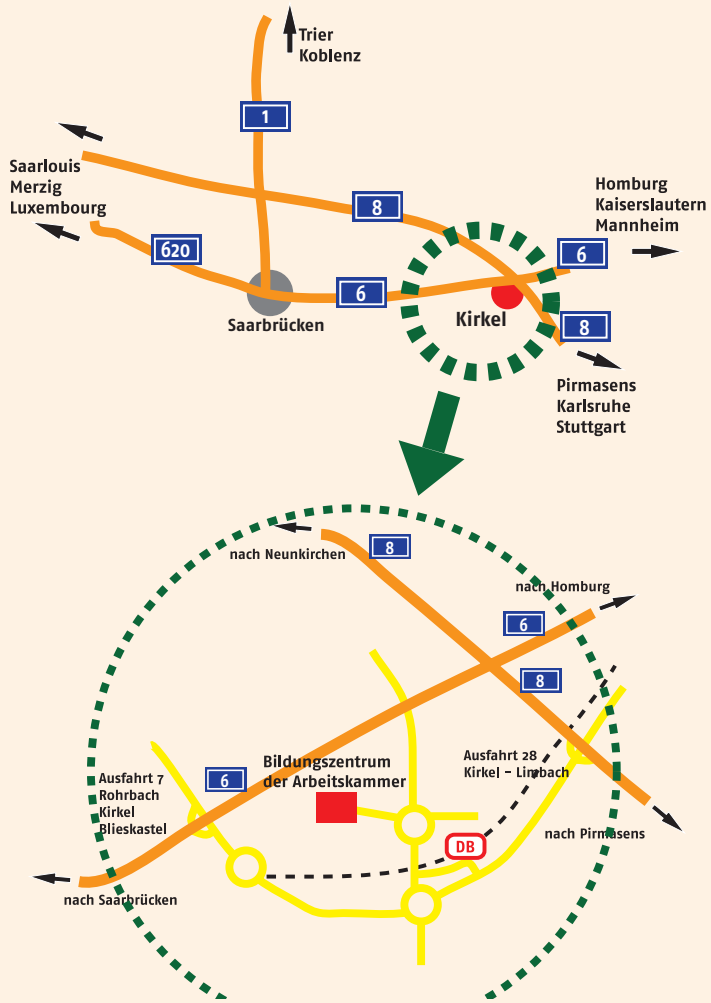 Trier
Koblenz
1
Saarlouis
Merzig
Luxembourg
8
Homburg
Kaiserslautern
Mannheim
620
6
6
Saarbrücken
Kirkel
8
Pirmasens
Karlsruhe
Stuttgart
nach Neunkirchen
8
nach Homburg
6
8
Bildungszentrum
der Arbeitskammer
Ausfahrt 28
Kirkel – Limbach
6
Ausfahrt 7
Rohrbach
Kirkel
Blieskastel
nach Pirmasens
DB
nach Saarbrücken